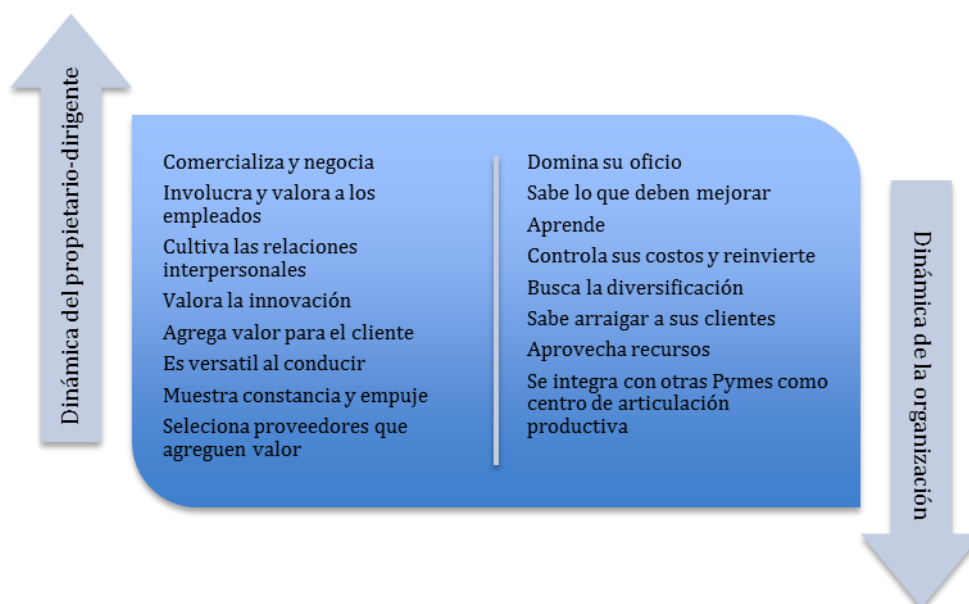 Dinámica del propietario-dirigente
Comercializa y negocia
Involucra y valora a los
empleados
Cultiva las relaciones
interpersonales
Valora la innovación
Agrega valor para el cliente
Es versatil al conducir
Muestra constancia y empuje
Seleciona proveedores que
agreguen valor
Domina su oficio
Sabe lo que deben mejorar
Aprende
Controla sus costos y reinvierte
Busca la diversificación
Sabe arraigar a sus clientes
Aprovecha recursos
Se integra con otras Pymes como
centro de articulación
productiva
Dinámica de la organización